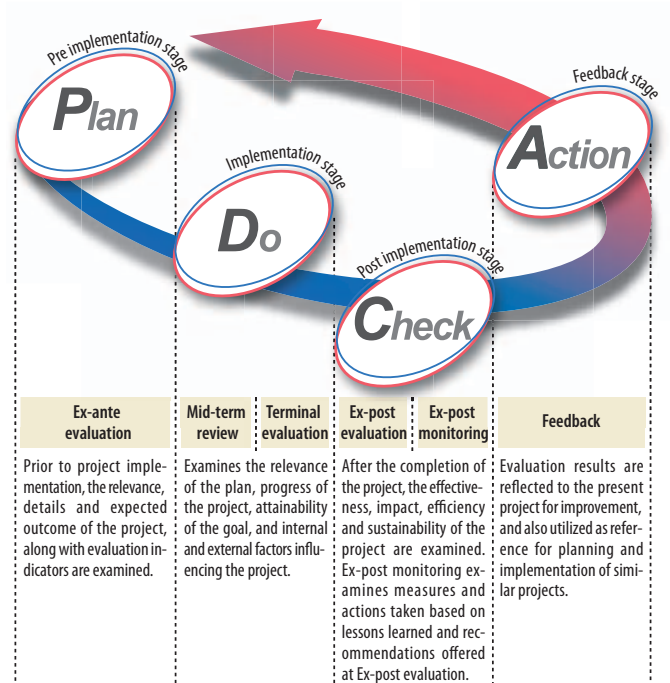 Pre implementation stage
Plan
Implementation stage
Do
Post implementation stage
Check
Feedback stage
Action
Ex-ante
evaluation
Prior to project imple-
mentation, the relevance,
details and expected
outcome of the project,
along with evaluation in-
dicators are examined.
Mid-term
review
Terminal
evaluation
Examines the relevance
of the plan, progress of
the project, attainability
of the goal, and internal
and external factors influ-
encing the project.
Ex-post
evaluation
Ex-post
monitoring
After the completion of
the project, the effective-
ness, impact, efficiency
and sustainability of the
project are examined.
Ex-post monitoring ex-
amines measures and
actions taken based on
lessons learned and rec-
ommendations offered
at Ex-post evaluation.
Feedback
Evaluation results are
reflected to the present
project for improvement,
and also utilized as refer-
ence for planning and
implementation of simi-
lar projects.